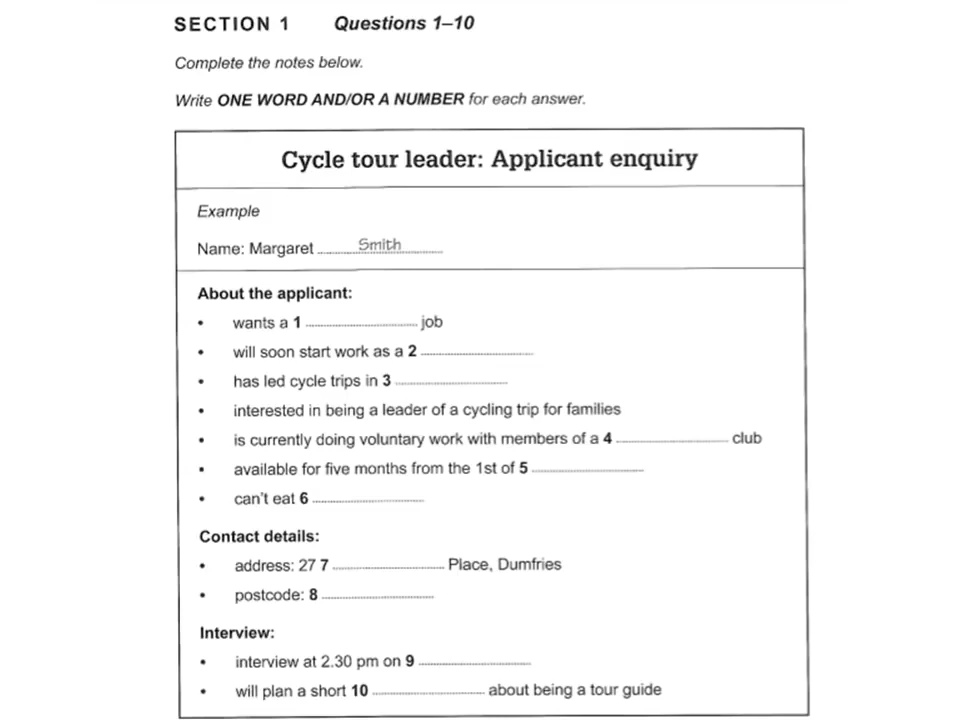 SECTION 1 Questions 1–10
Complete the notes below.
Write ONE WORD AND/OR A NUMBER for each answer.
Cycle tour leader: Applicant enquiry
Example
Name: Margaret Smith
About the applicant:
• wants a 1 job
• will soon start work as a 2
• has led cycle trips in 3
• interested in being a leader of a cycling trip for families
• is currently doing voluntary work with members of a 4 club
• available for five months from the 1st of 5
• can't eat 6
Contact details:
• address: 27 7 Place, Dumfries
• postcode: 8
Interview:
• interview at 2.30 pm on 9
• will plan a short 10 about being a tour guide